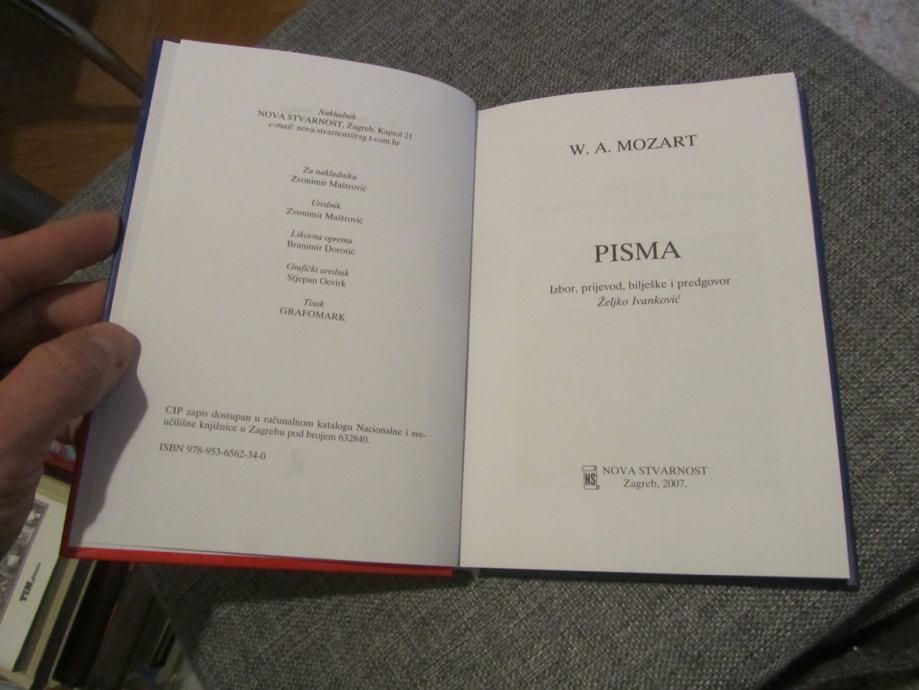 Nakladnik
NOVA STVARNOST, Zagreb, Kaptol 21
e-mail: nova.stvarnost@zg.t-com.hr
Za nakladnika
Zvonimir Maštrović
Urednik
Zvonimir Maštrović
Likovna oprema
Branimir Dorotić
Grafički urednik
Stjepan Ocvirk
Tisak
GRAFOMARK
CIP zapis dostupan u računalnom katalogu Nacionalne i sve-
učilišne knjižnice u Zagrebu pod brojem 632840.
ISBN 978-953-6562-34-0
W. A. MOZART
PISMA
Izbor, prijevod, bilješke i predgovor
Željko Ivanković
NS
NOVA STVARNOST
Zagreb, 2007.